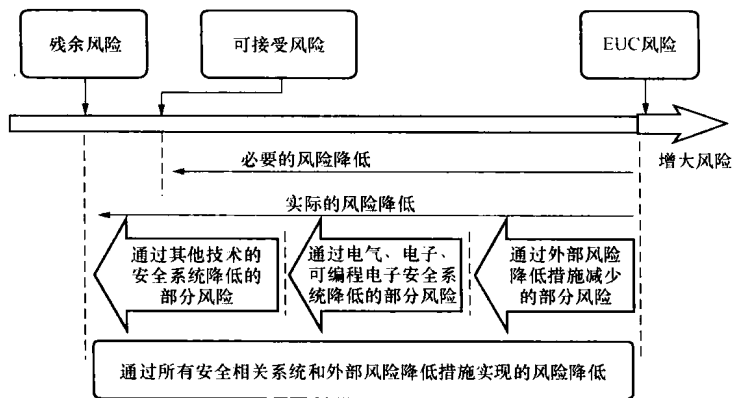 残余风险
可接受风险
EUC风险
增大风险
必要的风险降低
实际的风险降低
通过其他技术的
安全系统降低的
部分风险
通过电气、电子、
可编程电子安全系
统降低的部分风险
通过外部风险
降低措施减少
的部分风险
通过所有安全相关系统和外部风险降低措施实现的风险降低